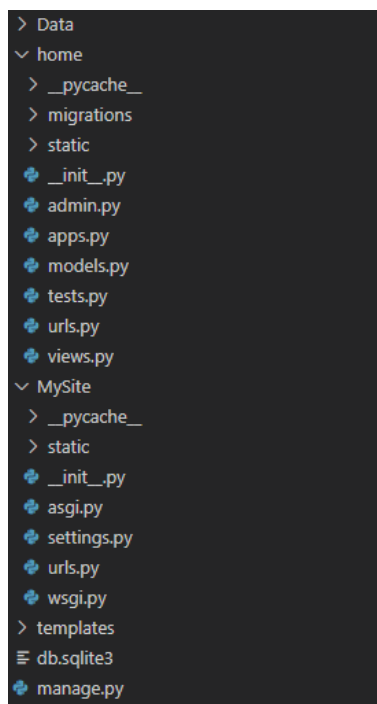 Data
home
__pycache__
migrations
static
__init__.py
admin.py
apps.py
models.py
tests.py
urls.py
views.py
MySite
__pycache__
static
__init__.py
asgi.py
settings.py
urls.py
wsgi.py
templates
db.sqlite3
manage.py